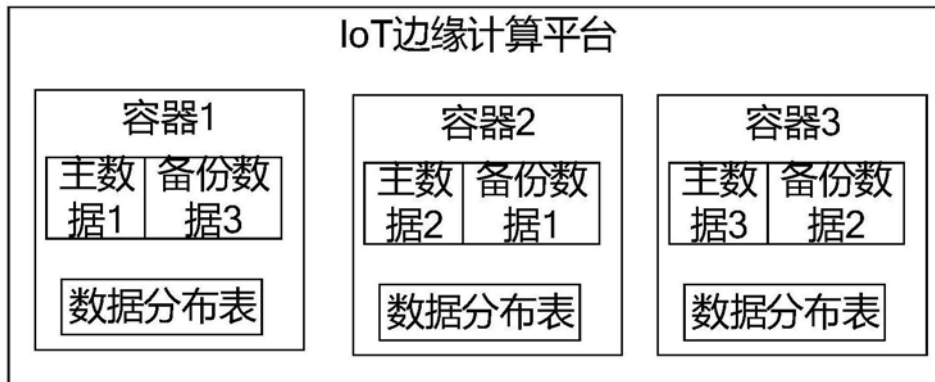 IoT边缘计算平台
容器1
主数
据1
备份数
据3
数据分布表
容器2
主数
据2
备份数
据1
数据分布表
容器3
主数
据3
备份数
据2
数据分布表